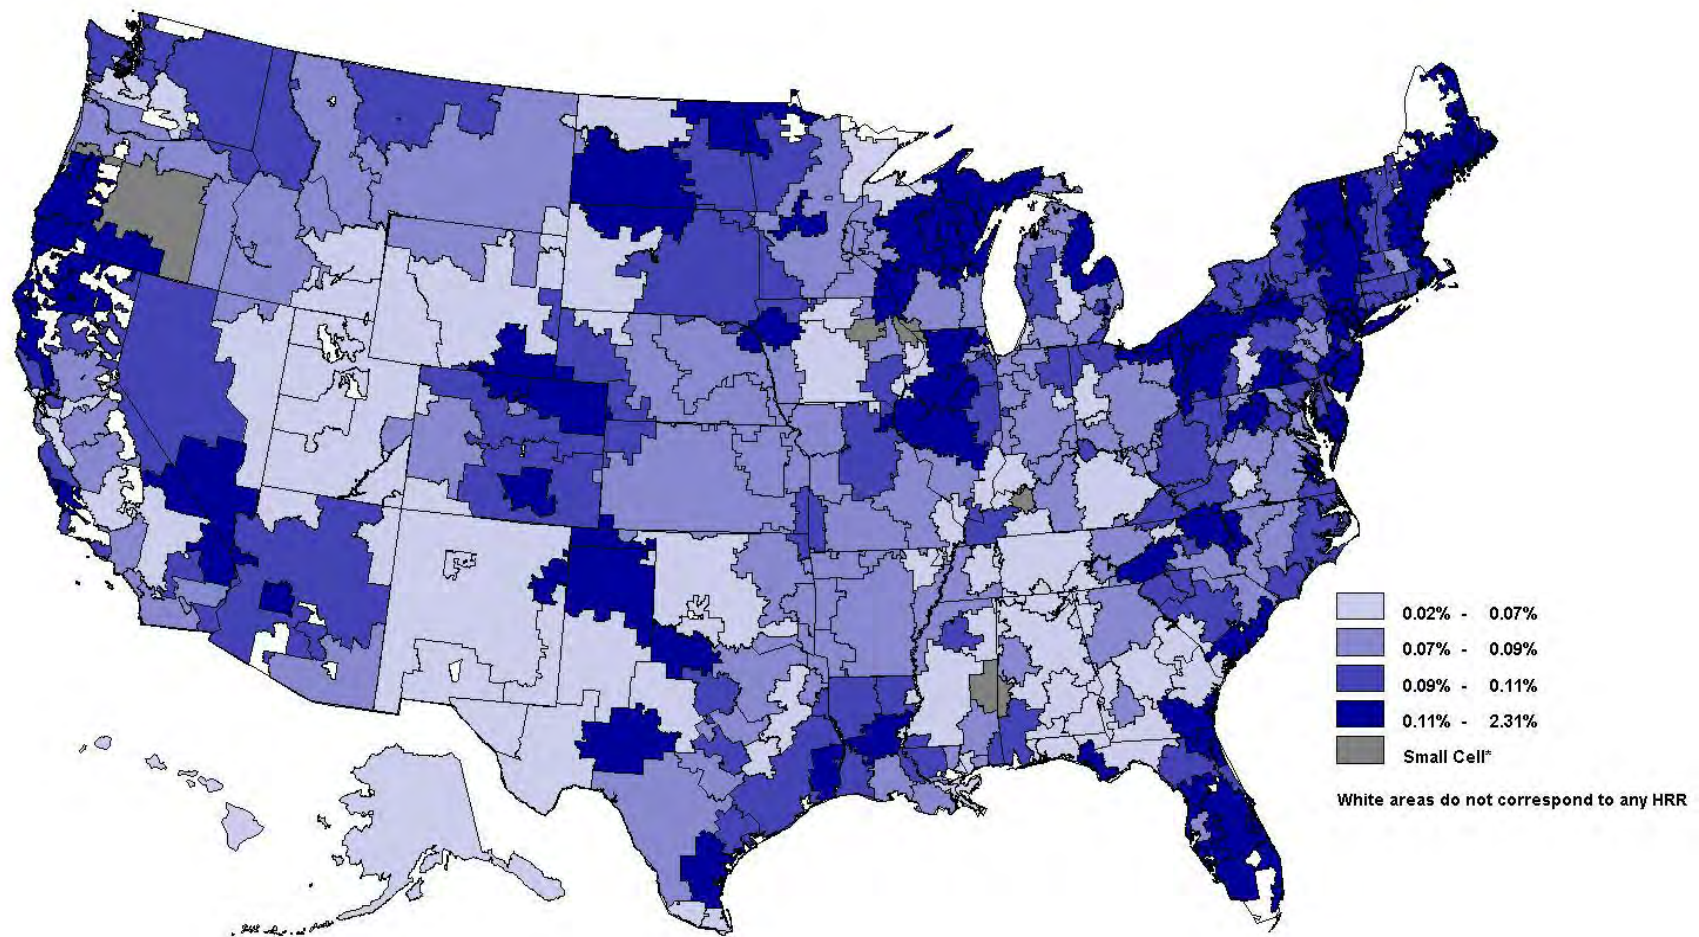 0.02% - 0.07%
0.07% - 0.09%
0.09% - 0.11%
0.11% - 2.31%
Small Cell*
White areas do not correspond to any HRR